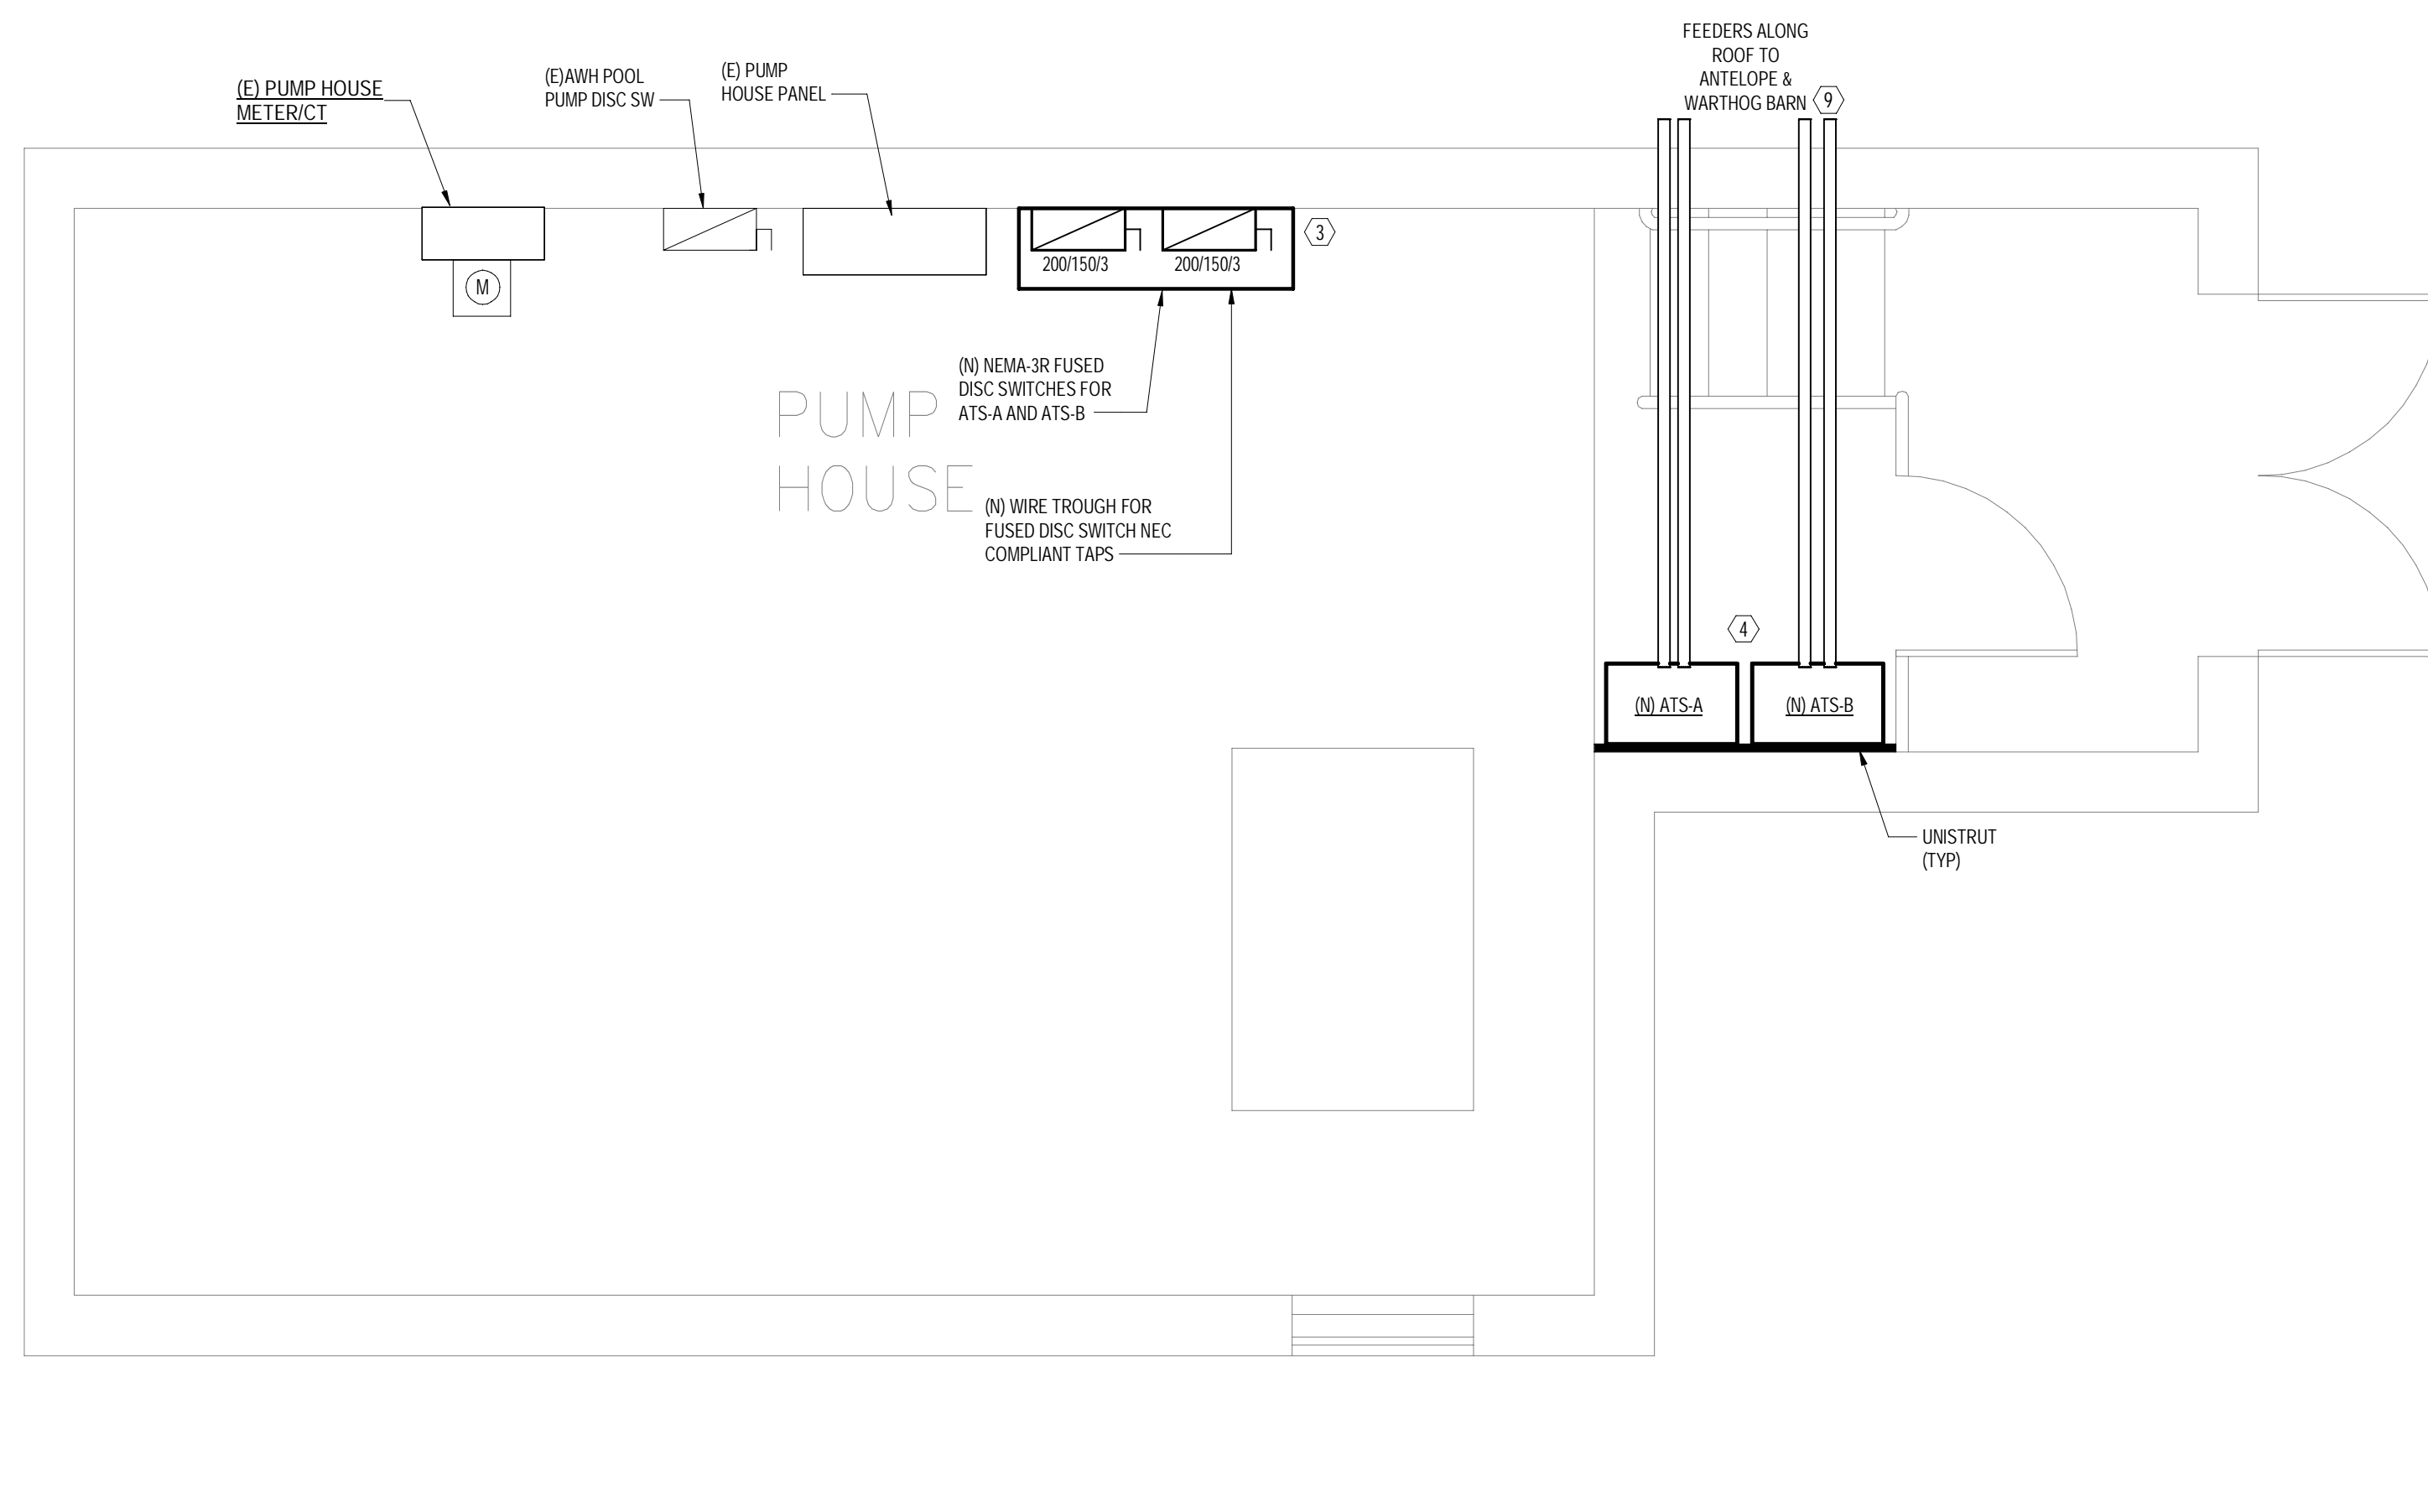 FEEDERS ALONG
ROOF TO
ANTELOPE &
WARTHOG BARN
9
(E) PUMP HOUSE
METER/CT
(E)AWH POOL
PUMP DISC SW
(E) PUMP
HOUSE PANEL
M
200/150/3
200/150/3
3
(N) NEMA-3R FUSED
DISC SWITCHES FOR
ATS-A AND ATS-B
PUMP
HOUSE
(N) WIRE TROUGH FOR
FUSED DISC SWITCH NEC
COMPLIANT TAPS
4
(N) ATS-A
(N) ATS-B
UNISTRUT
(TYP)